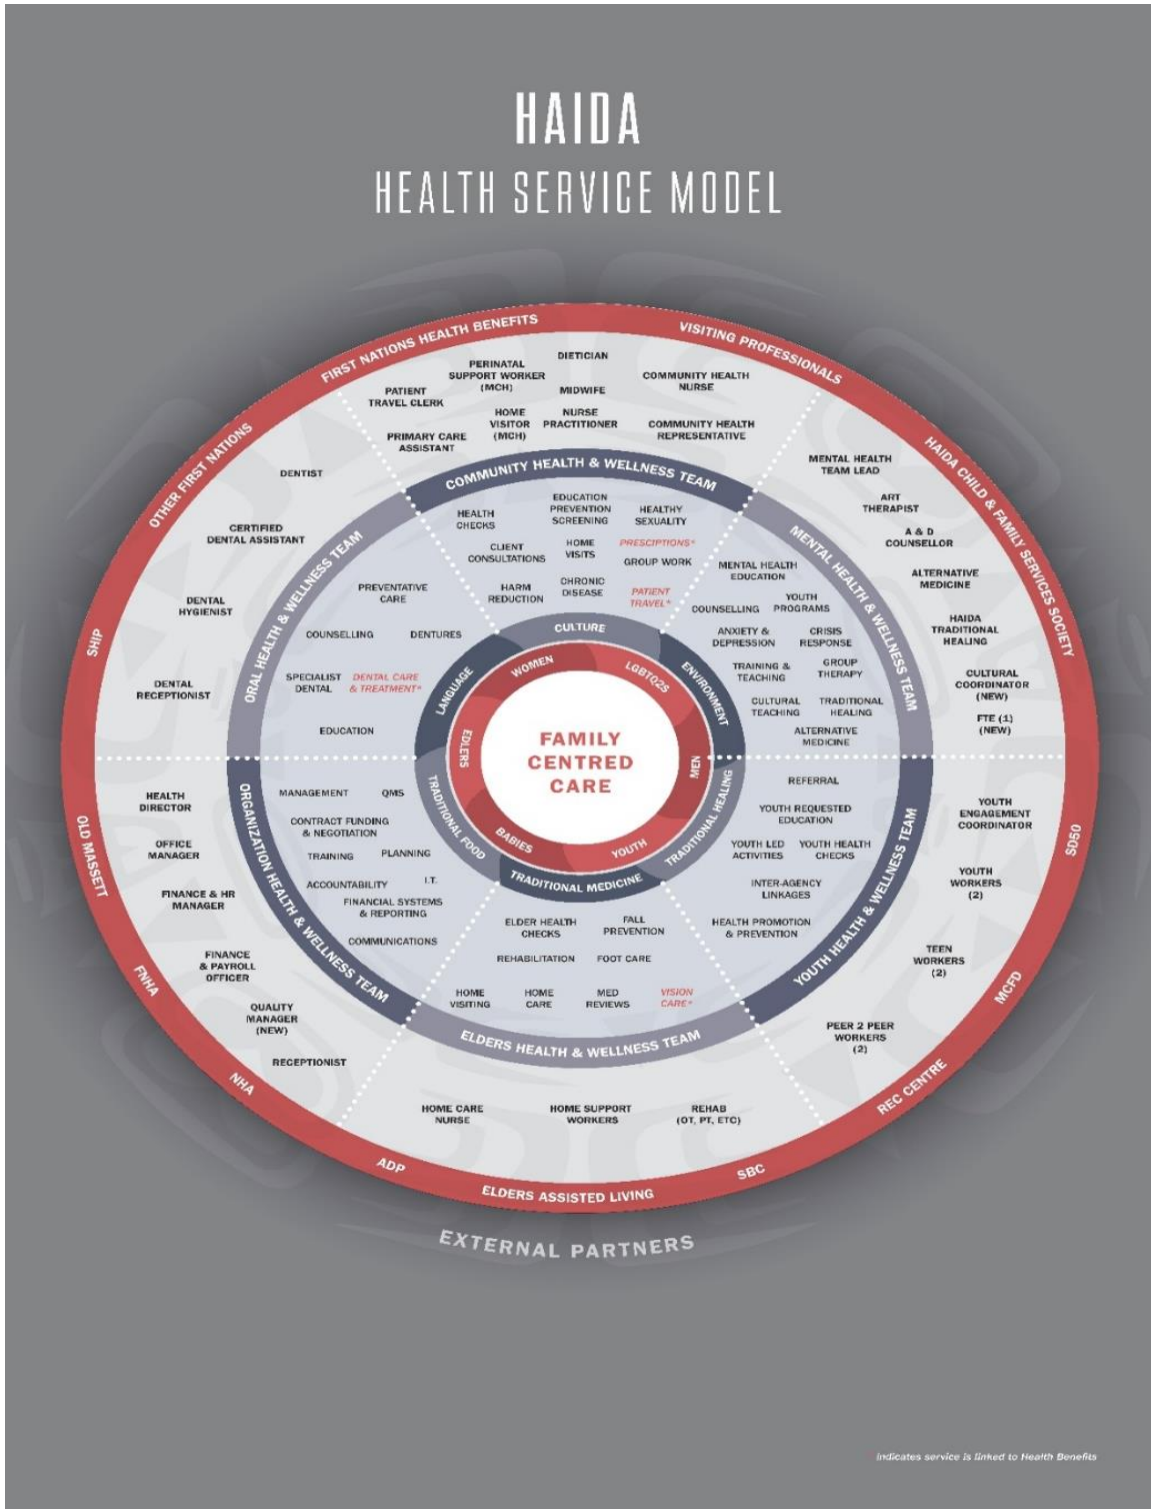 HAIDA
HEALTH SERVICE MODEL
FIRST NATIONS HEALTH BENEFITS
VISITING PROFESSIONALS
HAIDA CHILD & FAMILY SERVICES SOCIETY
SD50
MCFD
REC CENTRE
SBC
ELDERS ASSISTED LIVING
ADP
NHA
FNHA
OLD MASSETT
SHIP
OTHER FIRST NATIONS
EXTERNAL PARTNERS
COMMUNITY HEALTH & WELLNESS TEAM
PATIENT
TRAVEL CLERK
PERINATAL
SUPPORT WORKER
(MCH)
DIETICIAN
MIDWIFE
COMMUNITY HEALTH
NURSE
PRIMARY CARE
ASSISTANT
HOME
VISITOR
(MCH)
NURSE
PRACTITIONER
COMMUNITY HEALTH
REPRESENTATIVE
HEALTH
CHECKS
EDUCATION
PREVENTION
SCREENING
HEALTHY
SEXUALITY
CLIENT
CONSULTATIONS
HOME
VISITS
PRESCIPTIONS*
GROUP WORK
HARM
REDUCTION
CHRONIC
DISEASE
PATIENT
TRAVEL*
MENTAL HEALTH & WELLNESS TEAM
MENTAL HEALTH
TEAM LEAD
ART
THERAPIST
A & D
COUNSELLOR
ALTERNATIVE
MEDICINE
HAIDA
TRADITIONAL
HEALING
CULTURAL
COORDINATOR
(NEW)
FTE (1)
(NEW)
MENTAL HEALTH
EDUCATION
COUNSELLING
YOUTH
PROGRAMS
ANXIETY &
DEPRESSION
CRISIS
RESPONSE
TRAINING &
TEACHING
GROUP
THERAPY
CULTURAL
TEACHING
TRADITIONAL
HEALING
ALTERNATIVE
MEDICINE
YOUTH HEALTH & WELLNESS TEAM
YOUTH
ENGAGEMENT
COORDINATOR
YOUTH
WORKERS
(2)
TEEN
WORKERS
(2)
PEER 2 PEER
WORKERS
(2)
REFERRAL
YOUTH REQUESTED
EDUCATION
YOUTH LED
ACTIVITIES
YOUTH HEALTH
CHECKS
INTER-AGENCY
LINKAGES
HEALTH PROMOTION
& PREVENTION
ELDERS HEALTH & WELLNESS TEAM
HOME CARE
NURSE
HOME SUPPORT
WORKERS
REHAB
(OT, PT, ETC)
ELDER HEALTH
CHECKS
FALL
PREVENTION
REHABILITATION
FOOT CARE
HOME
VISITING
HOME
CARE
MED
REVIEWS
VISION
CARE*
ORGANIZATION HEALTH & WELLNESS TEAM
HEALTH
DIRECTOR
OFFICE
MANAGER
FINANCE & HR
MANAGER
FINANCE
& PAYROLL
OFFICER
QUALITY
MANAGER
(NEW)
RECEPTIONIST
MANAGEMENT
QMS
CONTRACT FUNDING
& NEGOTIATION
TRAINING
PLANNING
ACCOUNTABILITY
I.T.
FINANCIAL SYSTEMS
& REPORTING
COMMUNICATIONS
ORAL HEALTH & WELLNESS TEAM
DENTIST
CERTIFIED
DENTAL ASSISTANT
DENTAL
HYGIENIST
DENTAL
RECEPTIONIST
PREVENTATIVE
CARE
COUNSELLING
DENTURES
SPECIALIST
DENTAL
DENTAL CARE
& TREATMENT*
EDUCATION
CULTURE
ENVIRONMENT
TRADITIONAL HEALING
TRADITIONAL MEDICINE
TRADITIONAL FOOD
LANGUAGE
WOMEN
LGBTQ2S
MEN
YOUTH
BABIES
EDLERS
FAMILY
CENTRED
CARE
* indicates service is linked to Health Benefits